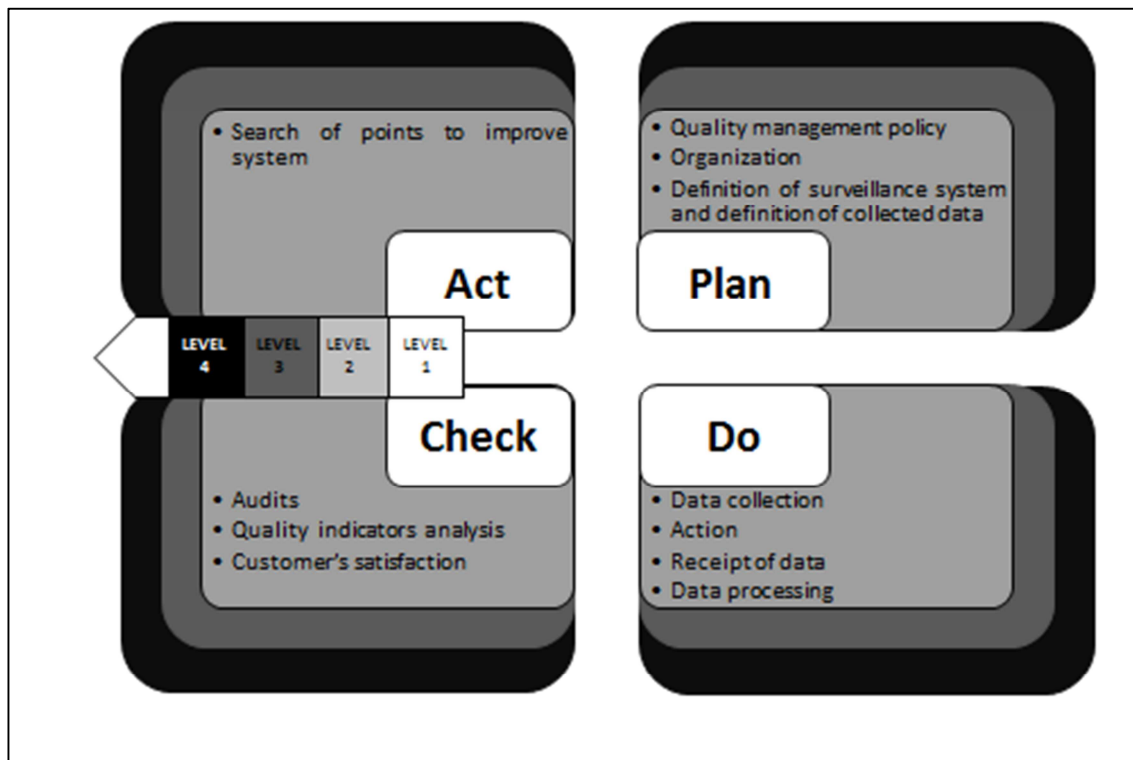 • Search of points to improve
system
Act
• Quality management policy
• Organization
• Definition of surveillance system
and definition of collected data
Plan
LEVEL
4
LEVEL
3
LEVEL
2
LEVEL
1
Check
• Audits
• Quality indicators analysis
• Customer's satisfaction
Do
• Data collection
• Action
• Receipt of data
• Data processing